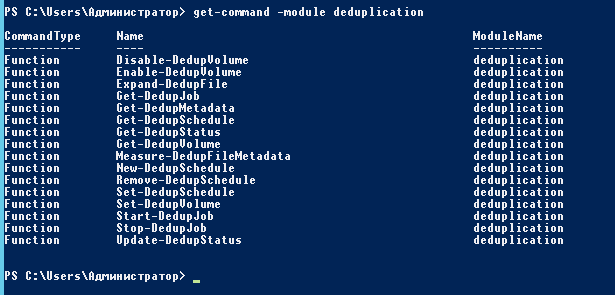 PS C:\Users\Администратор> get-command -module deduplication
CommandType Name ModuleName
----------- ---- ----------
Function Disable-DedupVolume deduplication
Function Enable-DedupVolume deduplication
Function Expand-DedupFile deduplication
Function Get-DedupJob deduplication
Function Get-DedupMetadata deduplication
Function Get-DedupSchedule deduplication
Function Get-DedupStatus deduplication
Function Get-DedupVolume deduplication
Function Measure-DedupFileMetadata deduplication
Function New-DedupSchedule deduplication
Function Remove-DedupSchedule deduplication
Function Set-DedupSchedule deduplication
Function Set-DedupVolume deduplication
Function Start-DedupJob deduplication
Function Stop-DedupJob deduplication
Function Update-DedupStatus deduplication
PS C:\Users\Администратор> _